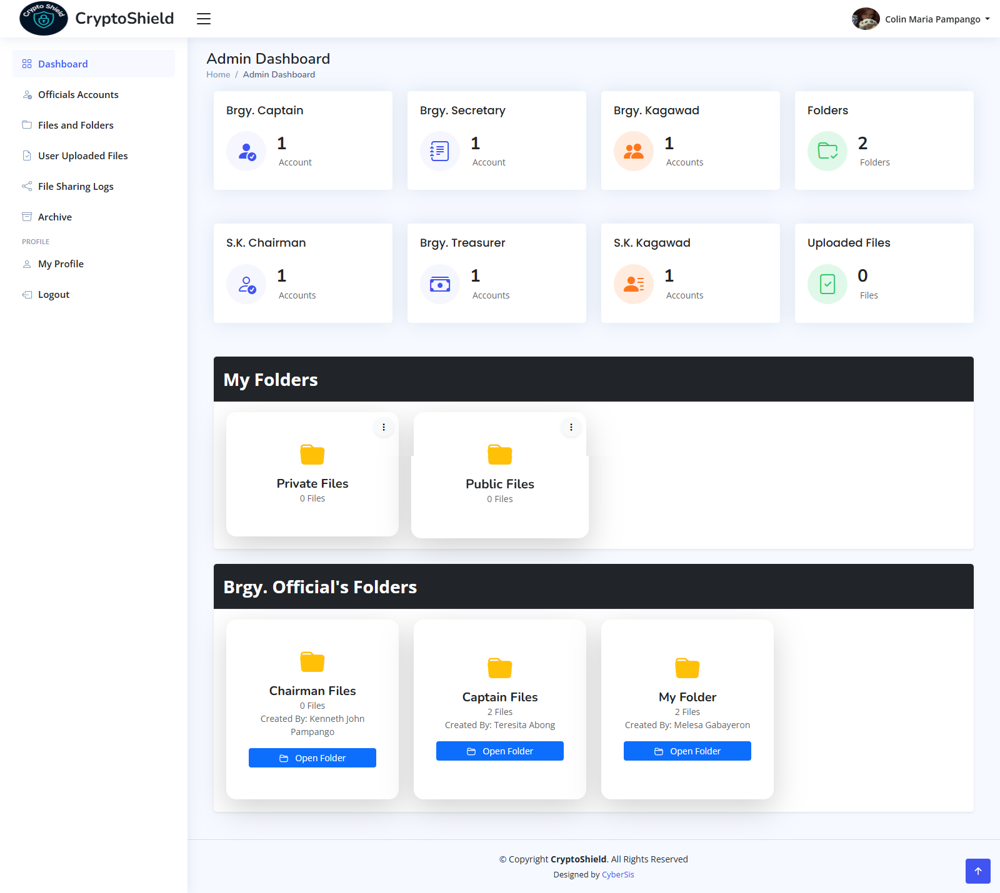 Crypto Shield
CryptoShield
Colin Maria Pampango
Dashboard
Officials Accounts
Files and Folders
User Uploaded Files
File Sharing Logs
Archive
PROFILE
My Profile
Logout
Admin Dashboard
Home / Admin Dashboard
Brgy. Captain
1
Account
Brgy. Secretary
1
Account
Brgy. Kagawad
1
Accounts
Folders
2
Folders
S.K. Chairman
1
Accounts
Brgy. Treasurer
1
Accounts
S.K. Kagawad
1
Accounts
Uploaded Files
0
Files
My Folders
Private Files
0 Files
Public Files
0 Files
Brgy. Official's Folders
Chairman Files
0 Files
Created By: Kenneth John
Pampango
Open Folder
Captain Files
2 Files
Created By: Teresita Abong
Open Folder
My Folder
2 Files
Created By: Melesa Gabayeron
Open Folder
© Copyright CryptoShield. All Rights Reserved
Designed by CyberSis